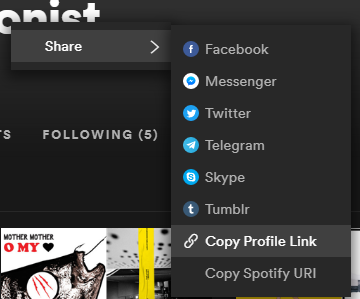 onist
Share
Facebook
Messenger
Twitter
Telegram
Skype
Tumblr
Copy Profile Link
Copy Spotify URI
TS FOLLOWING (5)
MOTHER MOTHER
O MY